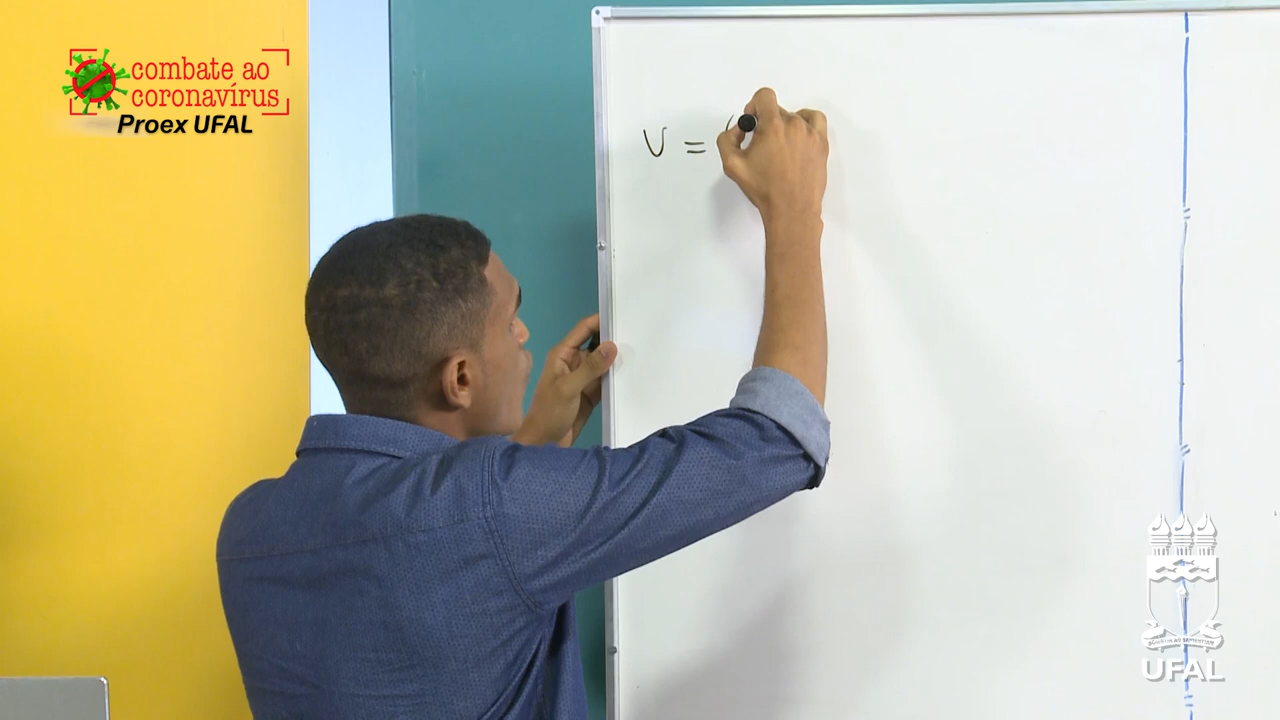 combate ao
coronavírus
Proex UFAL
V =
UFAL